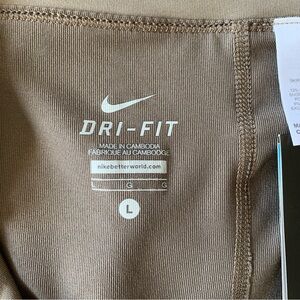 DRI-FIT
MADE IN CAMBODIA
FABRIQUÉ AU CAMBODGE
nikebetterworld.com
L G G
L